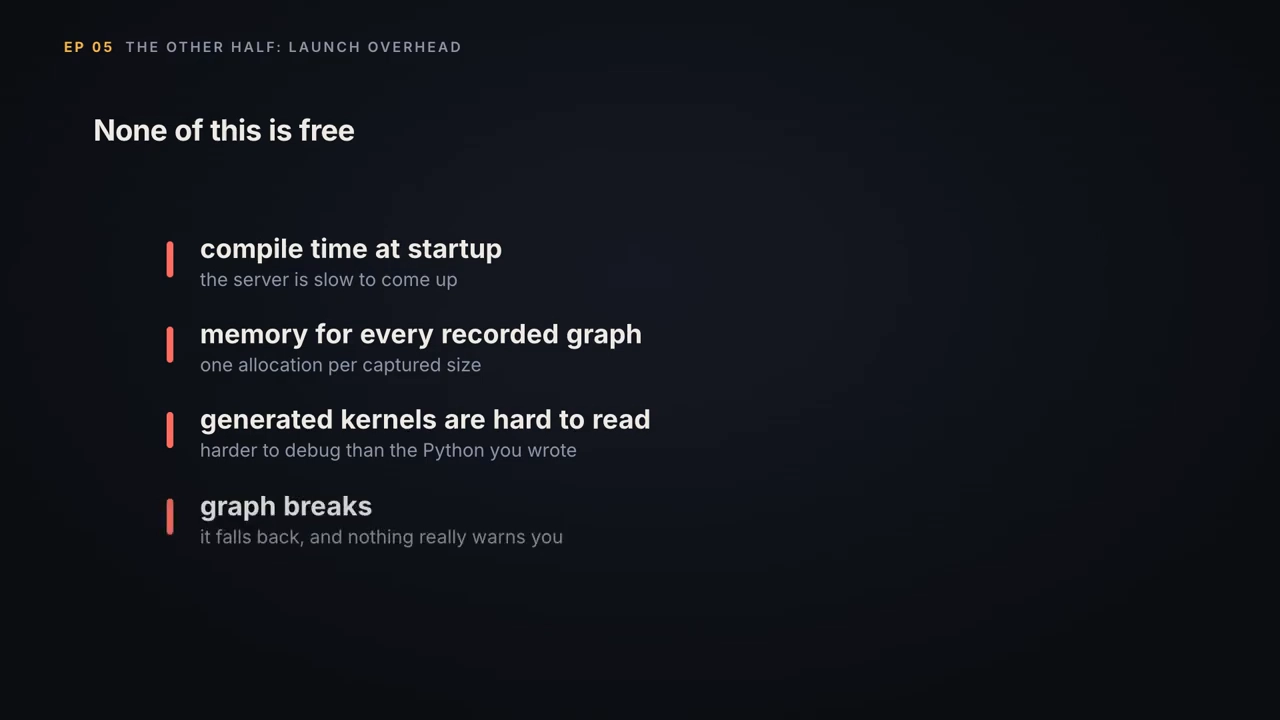 EP 05 THE OTHER HALF: LAUNCH OVERHEAD
None of this is free
compile time at startup
the server is slow to come up
memory for every recorded graph
one allocation per captured size
generated kernels are hard to read
harder to debug than the Python you wrote
graph breaks
it falls back, and nothing really warns you